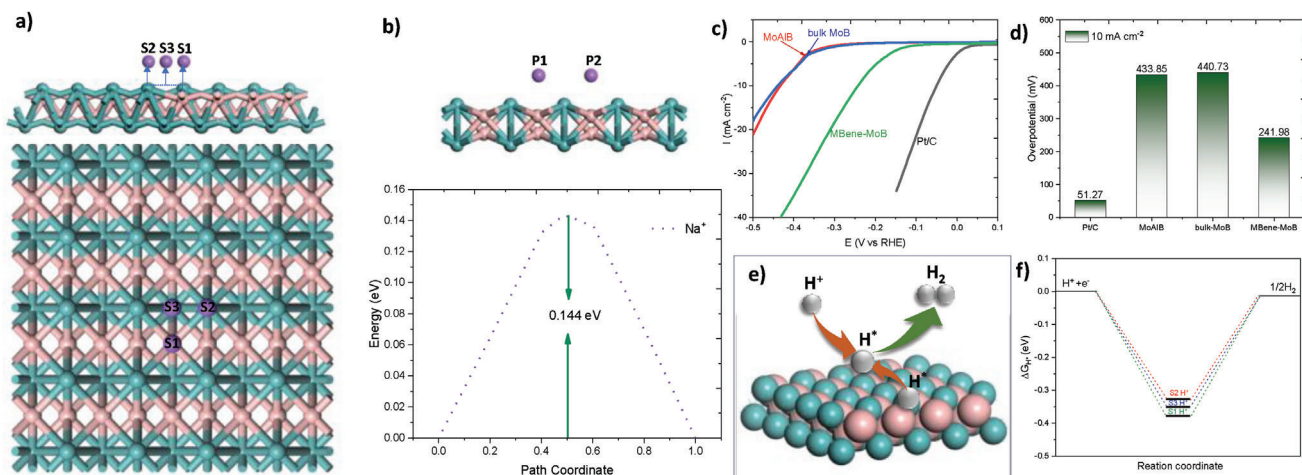 a)
S2 S3 S1
S3 S2
S1
b)
P1 P2
0.16
0.14
0.12
0.10
0.08
0.06
0.04
0.02
0.00
Energy (eV)
Na⁺
0.144 eV
0.0 0.2 0.4 0.6 0.8 1.0
Path Coordinate
c)
MoAlB
bulk MoB
MBene-MoB
Pt/C
0
-10
-20
-30
-40
I (mA cm⁻²)
-0.5 -0.4 -0.3 -0.2 -0.1 0.0 0.1
E (V vs RHE)
d)
10 mA cm⁻²
600
500
400
300
200
100
0
Overpotential (mV)
51.27
433.85
440.73
241.98
Pt/C MoAlB bulk-MoB MBene-MoB
e)
H⁺
H₂
H*
H*
f)
0.1
0.0
-0.1
-0.2
-0.3
-0.4
-0.5
ΔG_H* (eV)
H⁺ +e⁻
1/2H₂
S2 H*
S3 H*
S1 H*
Reation coordinate